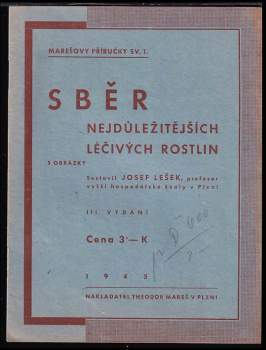 MAREŠOVY PŘÍRUČKY SV. 1.
SBĚR
NEJDŮLEŽITĚJŠÍCH
LÉČIVÝCH ROSTLIN
S OBRÁZKY
Sestavil JOSEF LEŠEK, profesor
vyšší hospodářské školy v Plzni
III. VYDÁNÍ
Cena 3·— K
1945
NAKLADATEL THEODOR MAREŠ V PLZNI